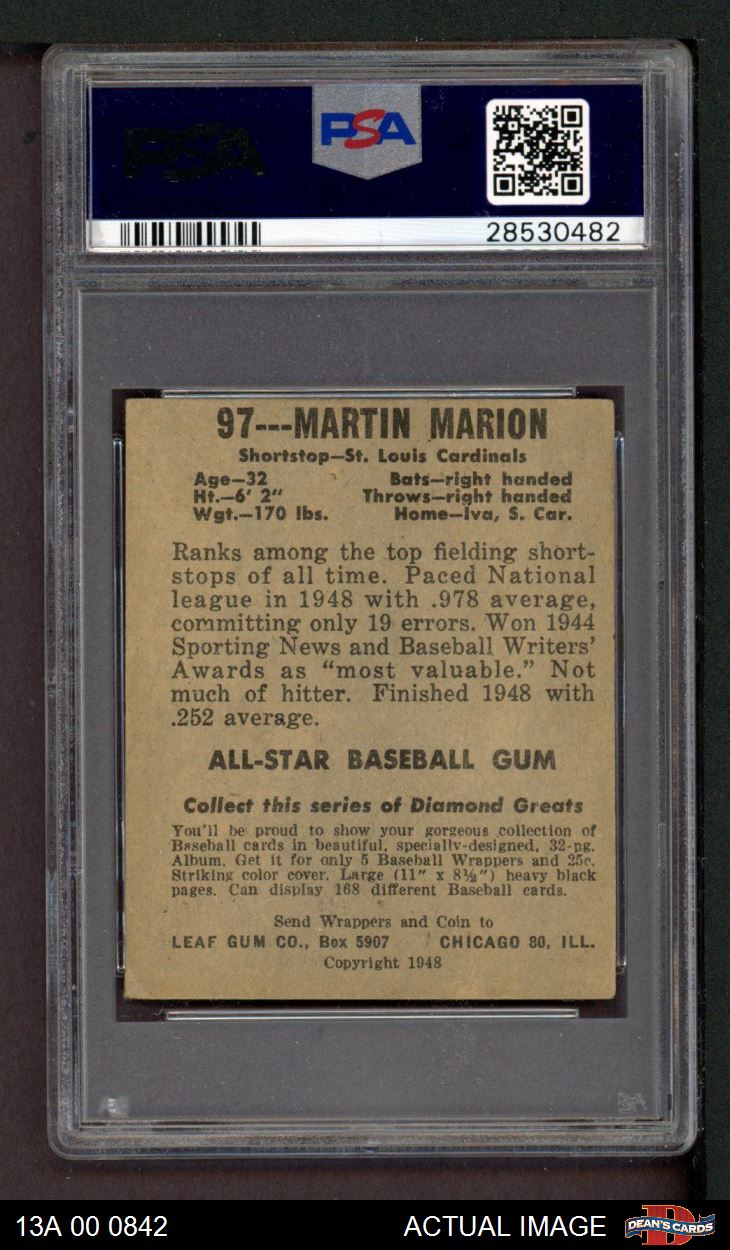 PSA
PSA
28530482
97---MARTIN MARION
Shortstop—St. Louis Cardinals
Age—32 Bats—right handed
Ht.—6' 2" Throws—right handed
Wgt.—170 lbs. Home—Iva, S. Car.
Ranks among the top fielding short-
stops of all time. Paced National
league in 1948 with .978 average,
committing only 19 errors. Won 1944
Sporting News and Baseball Writers'
Awards as "most valuable." Not
much of hitter. Finished 1948 with
.252 average.
ALL-STAR BASEBALL GUM
Collect this series of Diamond Greats
You'll be proud to show your gorgeous collection of
Baseball cards in beautiful, specially-designed, 32-pg.
Album. Get it for only 5 Baseball Wrappers and 25c.
Striking color cover. Large (11" x 8½") heavy black
pages. Can display 168 different Baseball cards.
Send Wrappers and Coin to
LEAF GUM CO., Box 5907 CHICAGO 80, ILL.
Copyright 1948
PSA
13A 00 0842 ACTUAL IMAGE DEAN'S CARDS